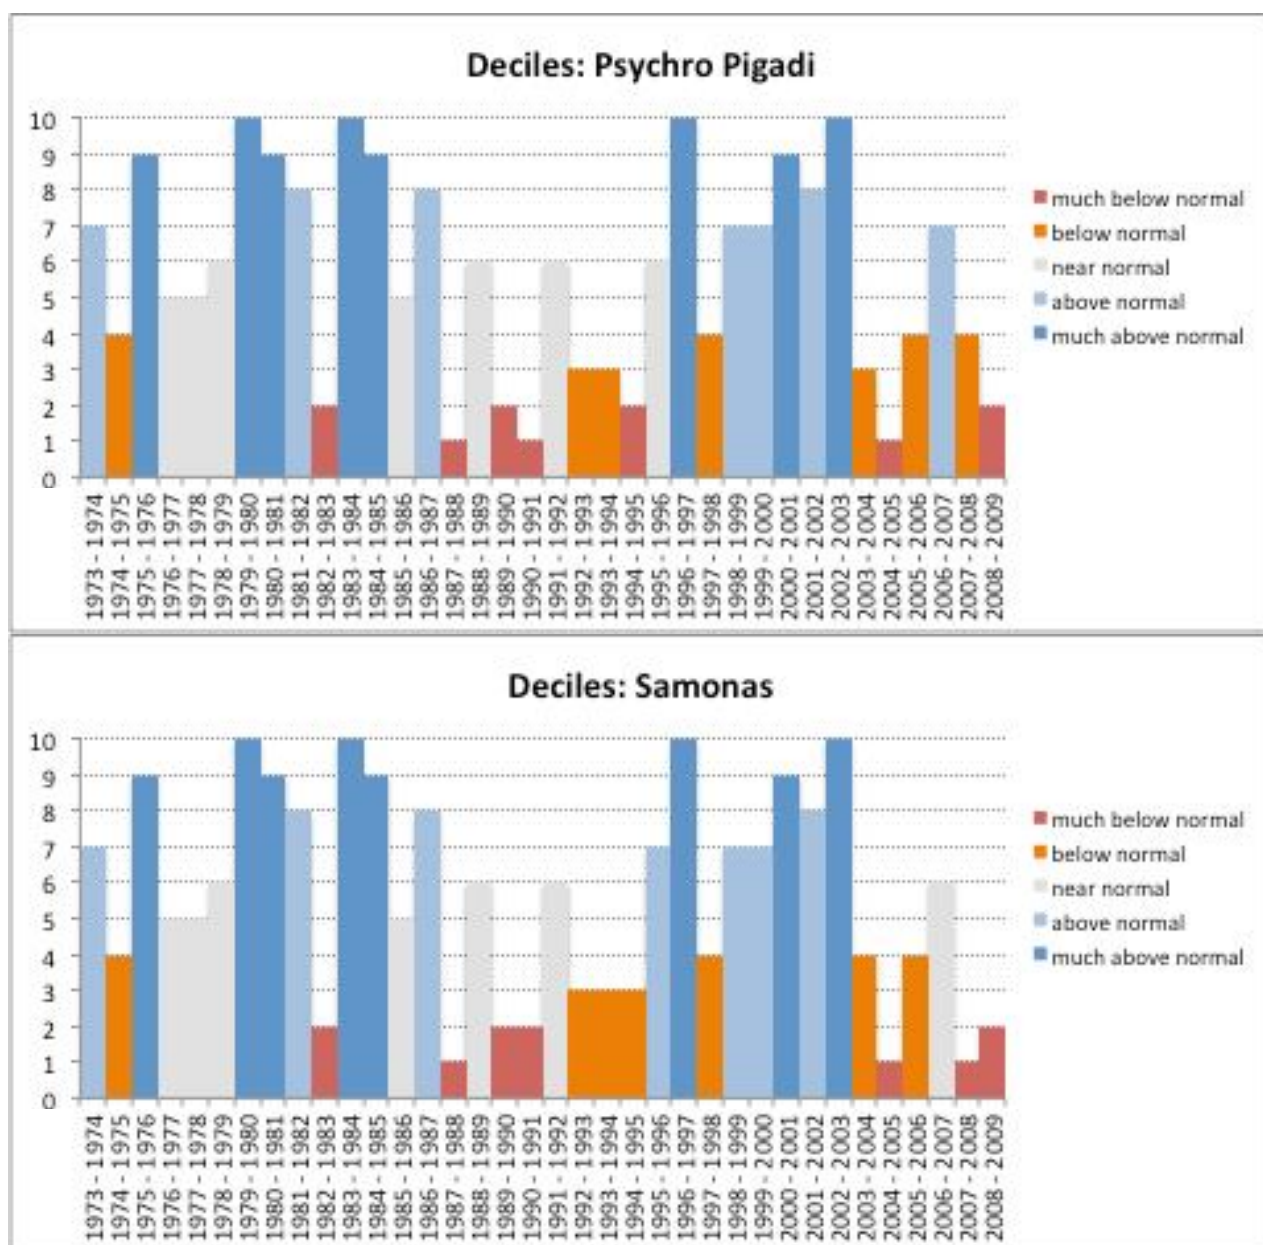 Deciles: Psychro Pigadi
10
9
8
7
6
5
4
3
2
1
0
much below normal
below normal
near normal
above normal
much above normal
1973 - 1974
1974 - 1975
1975 - 1976
1976 - 1977
1977 - 1978
1978 - 1979
1979 - 1980
1980 - 1981
1981 - 1982
1982 - 1983
1983 - 1984
1984 - 1985
1985 - 1986
1986 - 1987
1987 - 1988
1988 - 1989
1989 - 1990
1990 - 1991
1991 - 1992
1992 - 1993
1993 - 1994
1994 - 1995
1995 - 1996
1996 - 1997
1997 - 1998
1998 - 1999
1999 - 2000
2000 - 2001
2001 - 2002
2002 - 2003
2003 - 2004
2004 - 2005
2005 - 2006
2006 - 2007
2007 - 2008
2008 - 2009
Deciles: Samonas
10
9
8
7
6
5
4
3
2
1
0
much below normal
below normal
near normal
above normal
much above normal
1973 - 1974
1974 - 1975
1975 - 1976
1976 - 1977
1977 - 1978
1978 - 1979
1979 - 1980
1980 - 1981
1981 - 1982
1982 - 1983
1983 - 1984
1984 - 1985
1985 - 1986
1986 - 1987
1987 - 1988
1988 - 1989
1989 - 1990
1990 - 1991
1991 - 1992
1992 - 1993
1993 - 1994
1994 - 1995
1995 - 1996
1996 - 1997
1997 - 1998
1998 - 1999
1999 - 2000
2000 - 2001
2001 - 2002
2002 - 2003
2003 - 2004
2004 - 2005
2005 - 2006
2006 - 2007
2007 - 2008
2008 - 2009